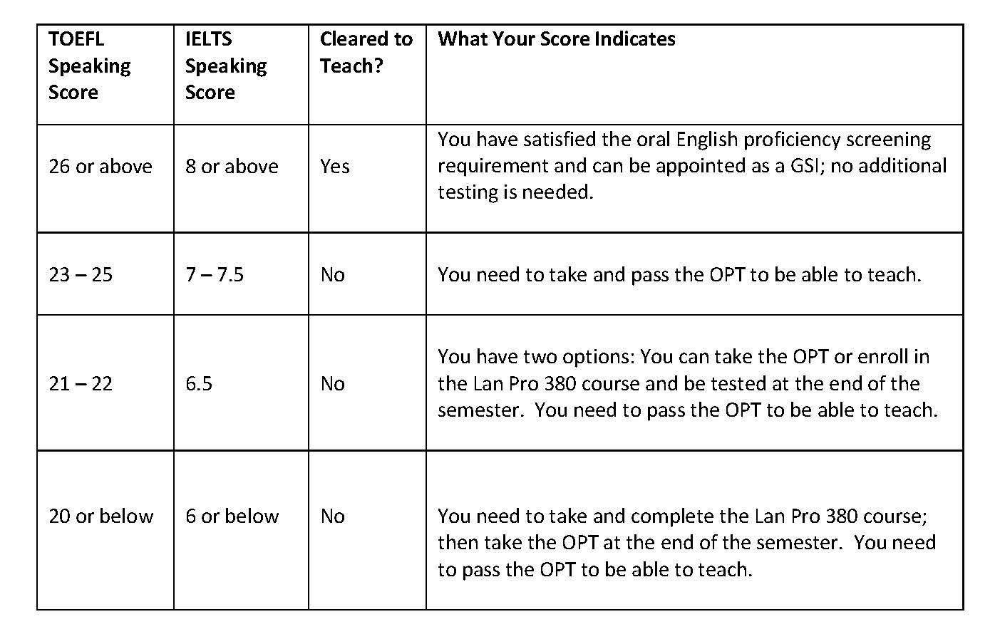 TOEFL Speaking Score
IELTS Speaking Score
Cleared to Teach?
What Your Score Indicates
26 or above
8 or above
Yes
You have satisfied the oral English proficiency screening
requirement and can be appointed as a GSI; no additional
testing is needed.
23 – 25
7 – 7.5
No
You need to take and pass the OPT to be able to teach.
21 – 22
6.5
No
You have two options: You can take the OPT or enroll in
the Lan Pro 380 course and be tested at the end of the
semester.  You need to pass the OPT to be able to teach.
20 or below
6 or below
No
You need to take and complete the Lan Pro 380 course;
then take the OPT at the end of the semester.  You need
to pass the OPT to be able to teach.